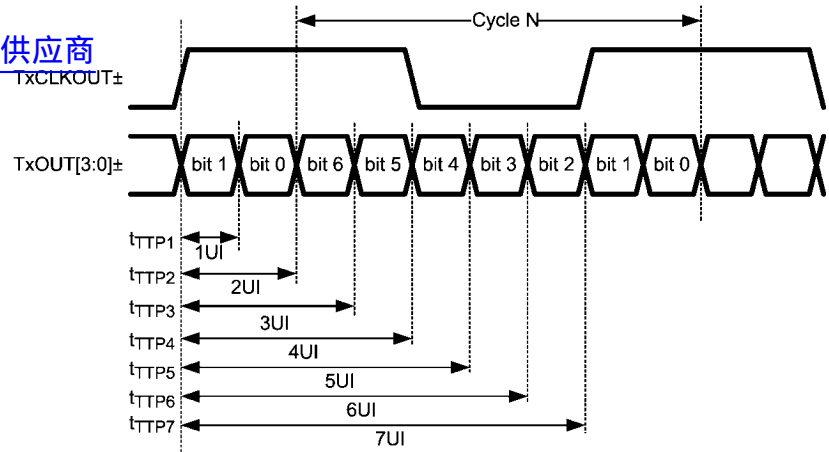 Cycle N
供应商
TxCLKOUT±
TxOUT[3:0]±
bit 1 bit 0 bit 6 bit 5 bit 4 bit 3 bit 2 bit 1 bit 0
tTTP1
1UI
tTTP2
2UI
tTTP3
3UI
tTTP4
4UI
tTTP5
5UI
tTTP6
6UI
tTTP7
7UI